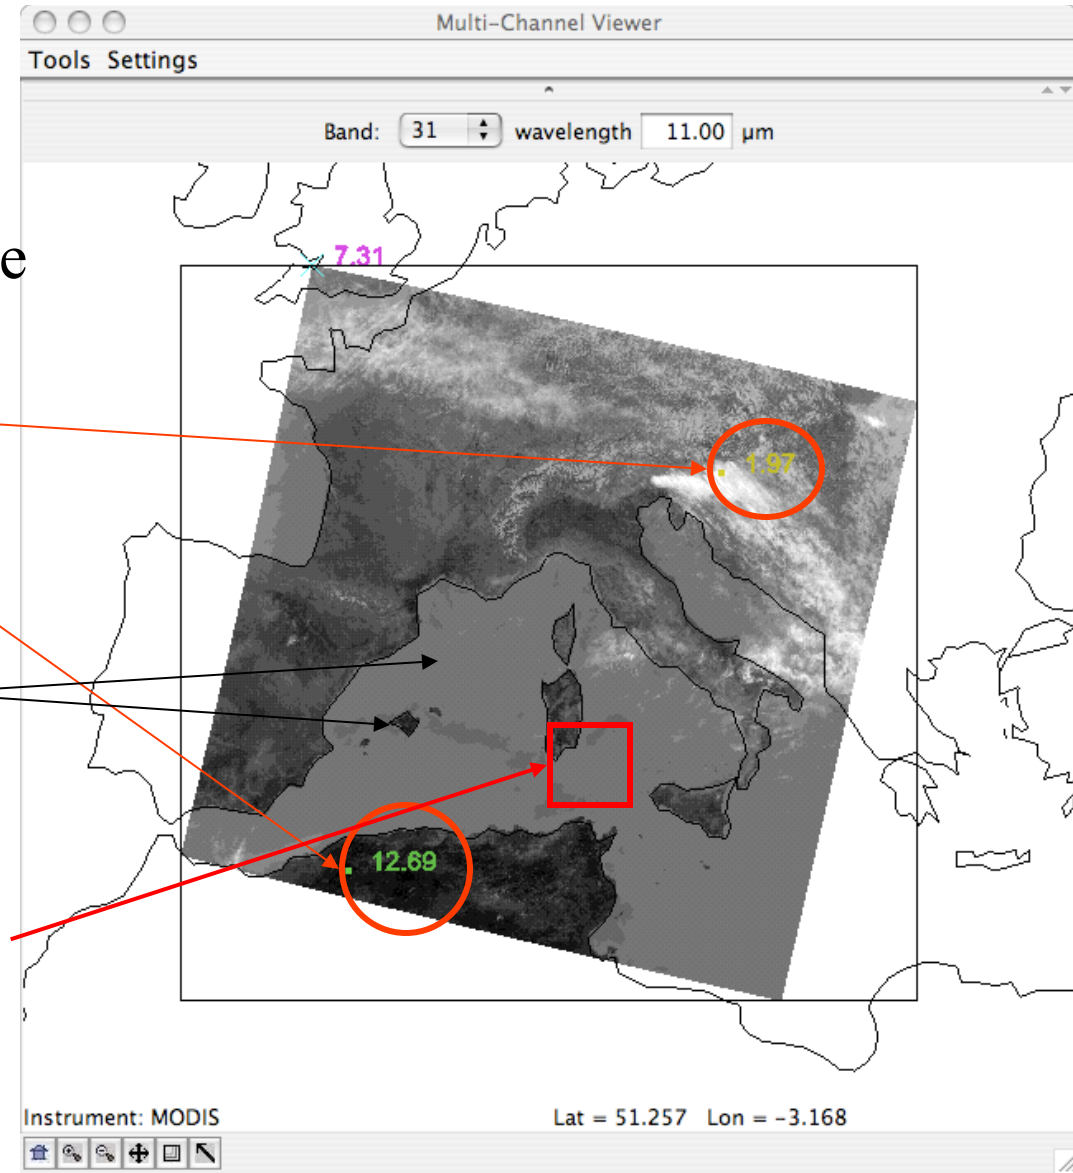 Multi-Channel Viewer
Tools Settings
Band: 31 wavelength 11.00 µm
e
7.31
1.97
12.69
Instrument: MODIS Lat = 51.257 Lon = -3.168